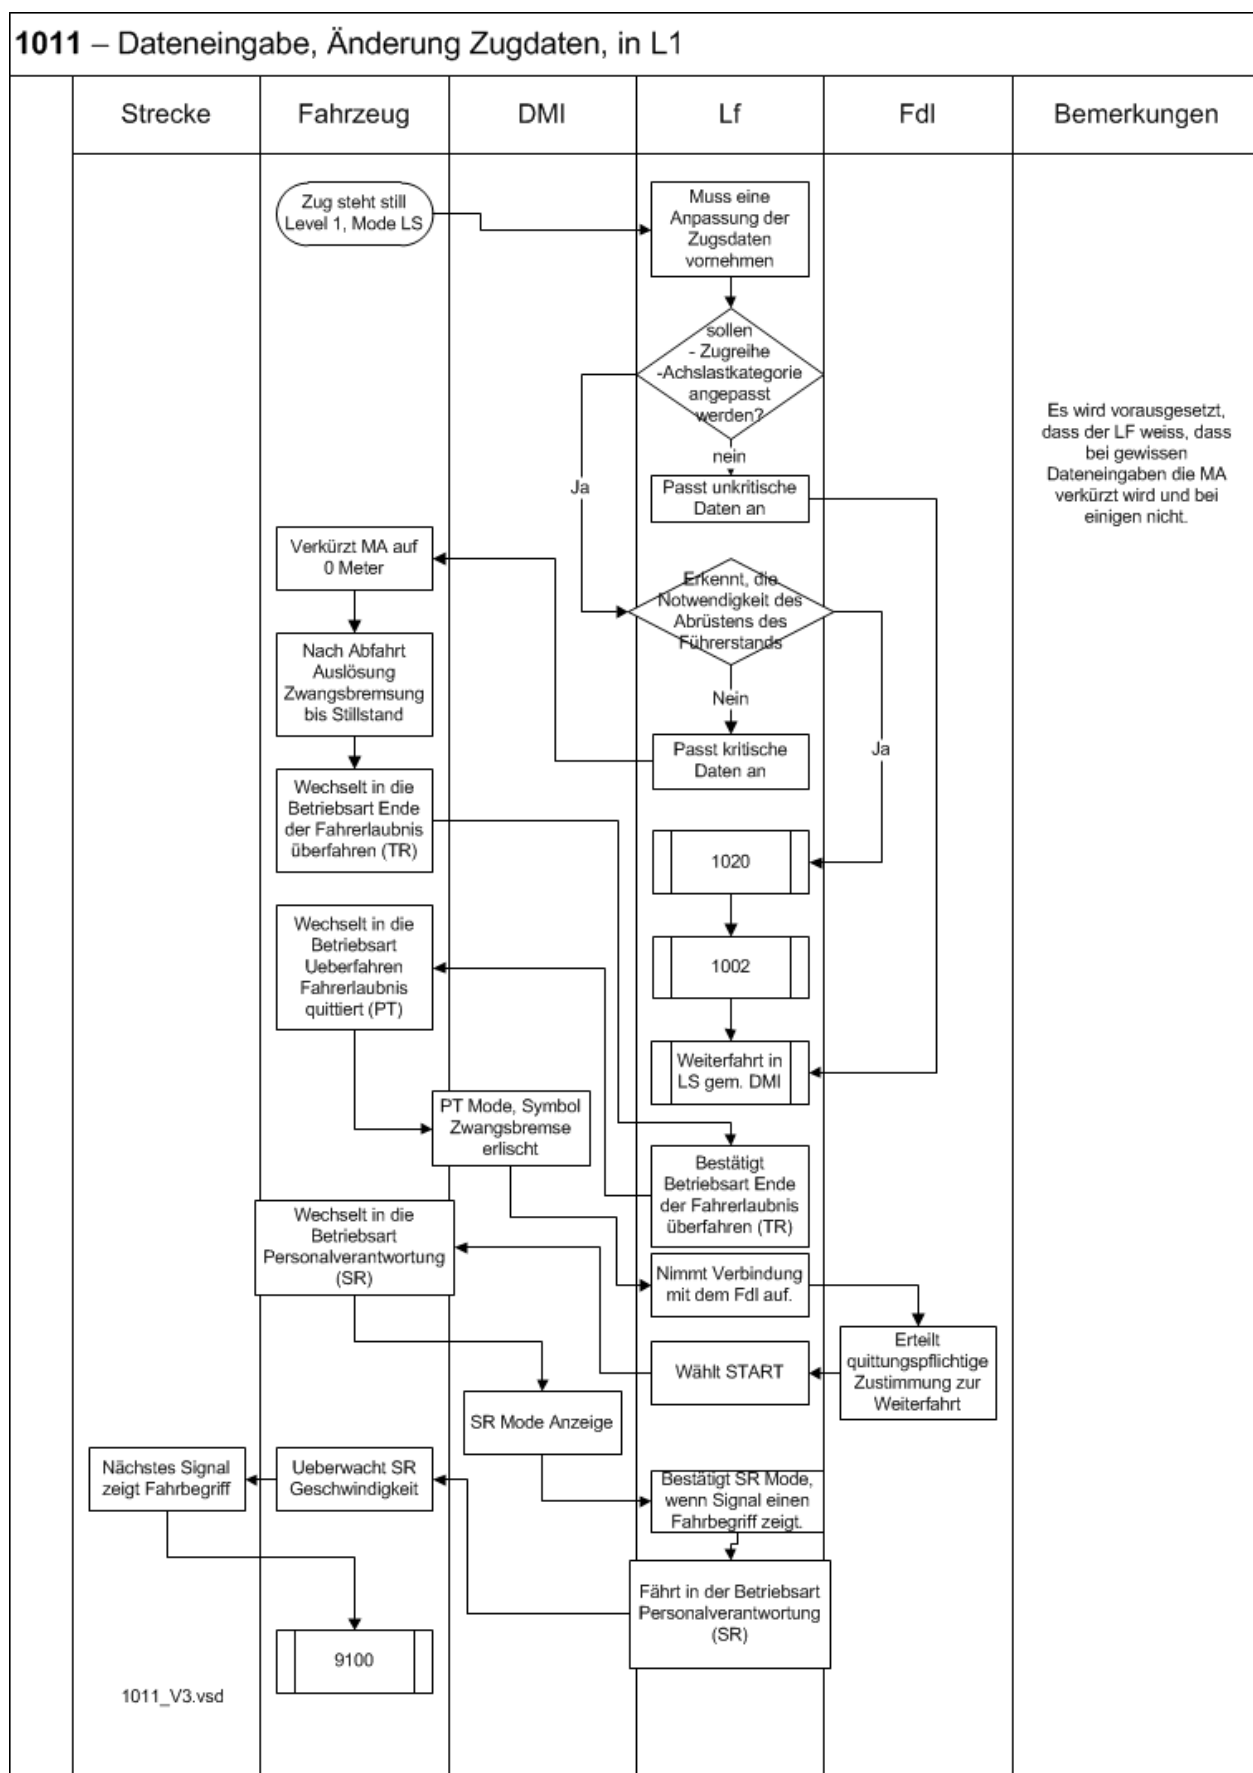 1011 – Dateneingabe, Änderung Zugdaten, in L1
Strecke
Fahrzeug
DMI
Lf
Fdl
Bemerkungen
Zug steht still
Level 1, Mode LS
Muss eine
Anpassung der
Zugsdaten
vornehmen
sollen
- Zugreihe
-Achslastkategorie
angepasst
werden?
Es wird vorausgesetzt,
dass der LF weiss, dass
bei gewissen
Dateneingaben die MA
verkürzt wird und bei
einigen nicht.
nein
Ja
Passt unkritische
Daten an
Verkürzt MA auf
0 Meter
Erkennt, die
Notwendigkeit des
Abrüstens des
Führerstands
Nach Abfahrt
Auslösung
Zwangsbremsung
bis Stillstand
Nein
Ja
Passt kritische
Daten an
Wechselt in die
Betriebsart Ende
der Fahrerlaubnis
überfahren (TR)
1020
Wechselt in die
Betriebsart
Ueberfahren
Fahrerlaubnis
quittiert (PT)
1002
Weiterfahrt in
LS gem. DMI
PT Mode, Symbol
Zwangsbremse
erlischt
Bestätigt
Betriebsart Ende
der Fahrerlaubnis
überfahren (TR)
Wechselt in die
Betriebsart
Personalverantwortung
(SR)
Nimmt Verbindung
mit dem Fdl auf.
Erteilt
quittungspflichtige
Zustimmung zur
Weiterfahrt
Wählt START
SR Mode Anzeige
Nächstes Signal
zeigt Fahrbegriff
Ueberwacht SR
Geschwindigkeit
Bestätigt SR Mode,
wenn Signal einen
Fahrbegriff zeigt.
Fährt in der Betriebsart
Personalverantwortung
(SR)
9100
1011_V3.vsd